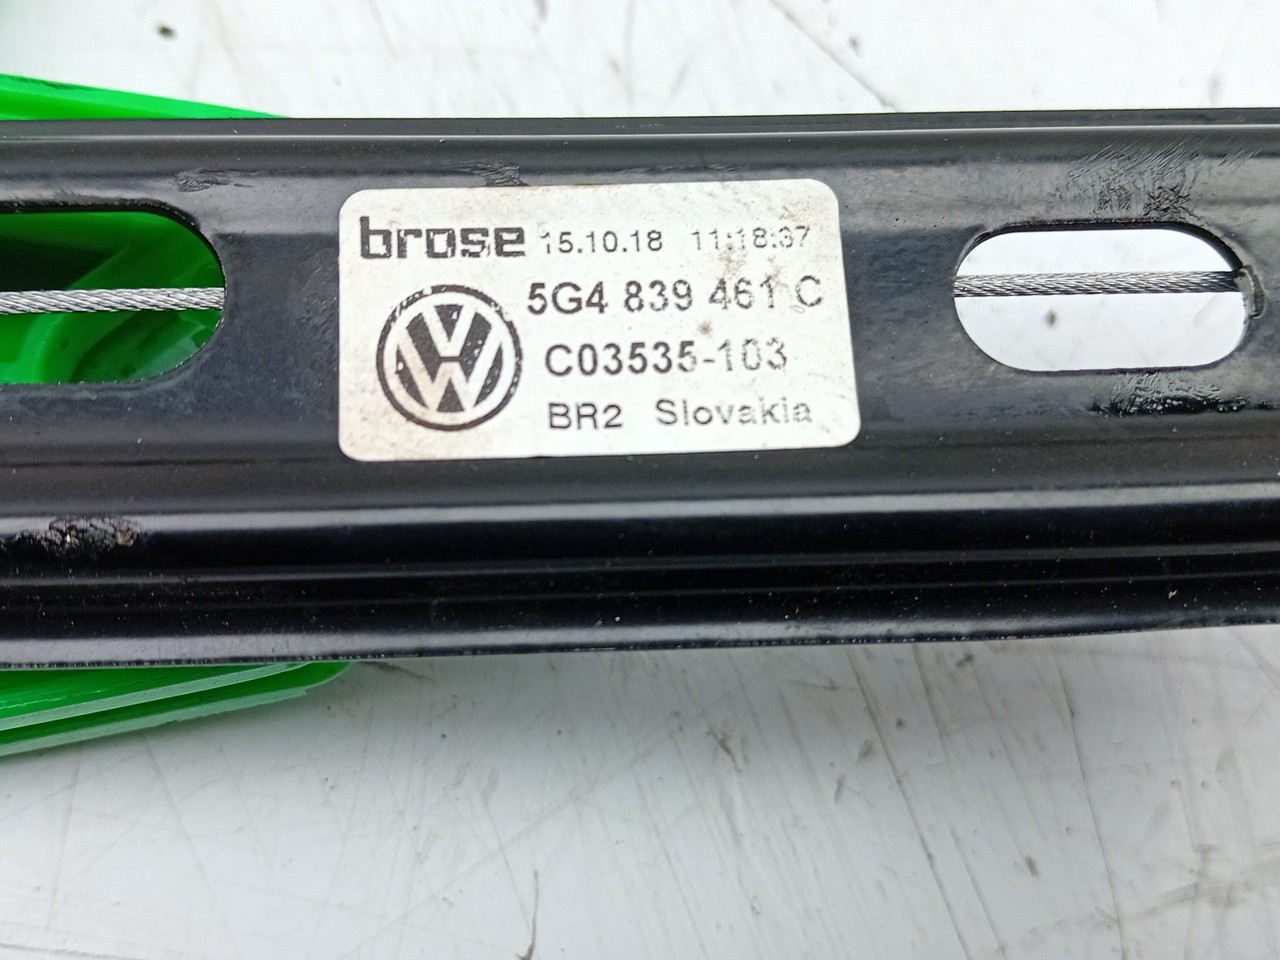 brose 15.10.18 11:18:37
5G4 839 461 C
C03535-103
BR2 Slovakia